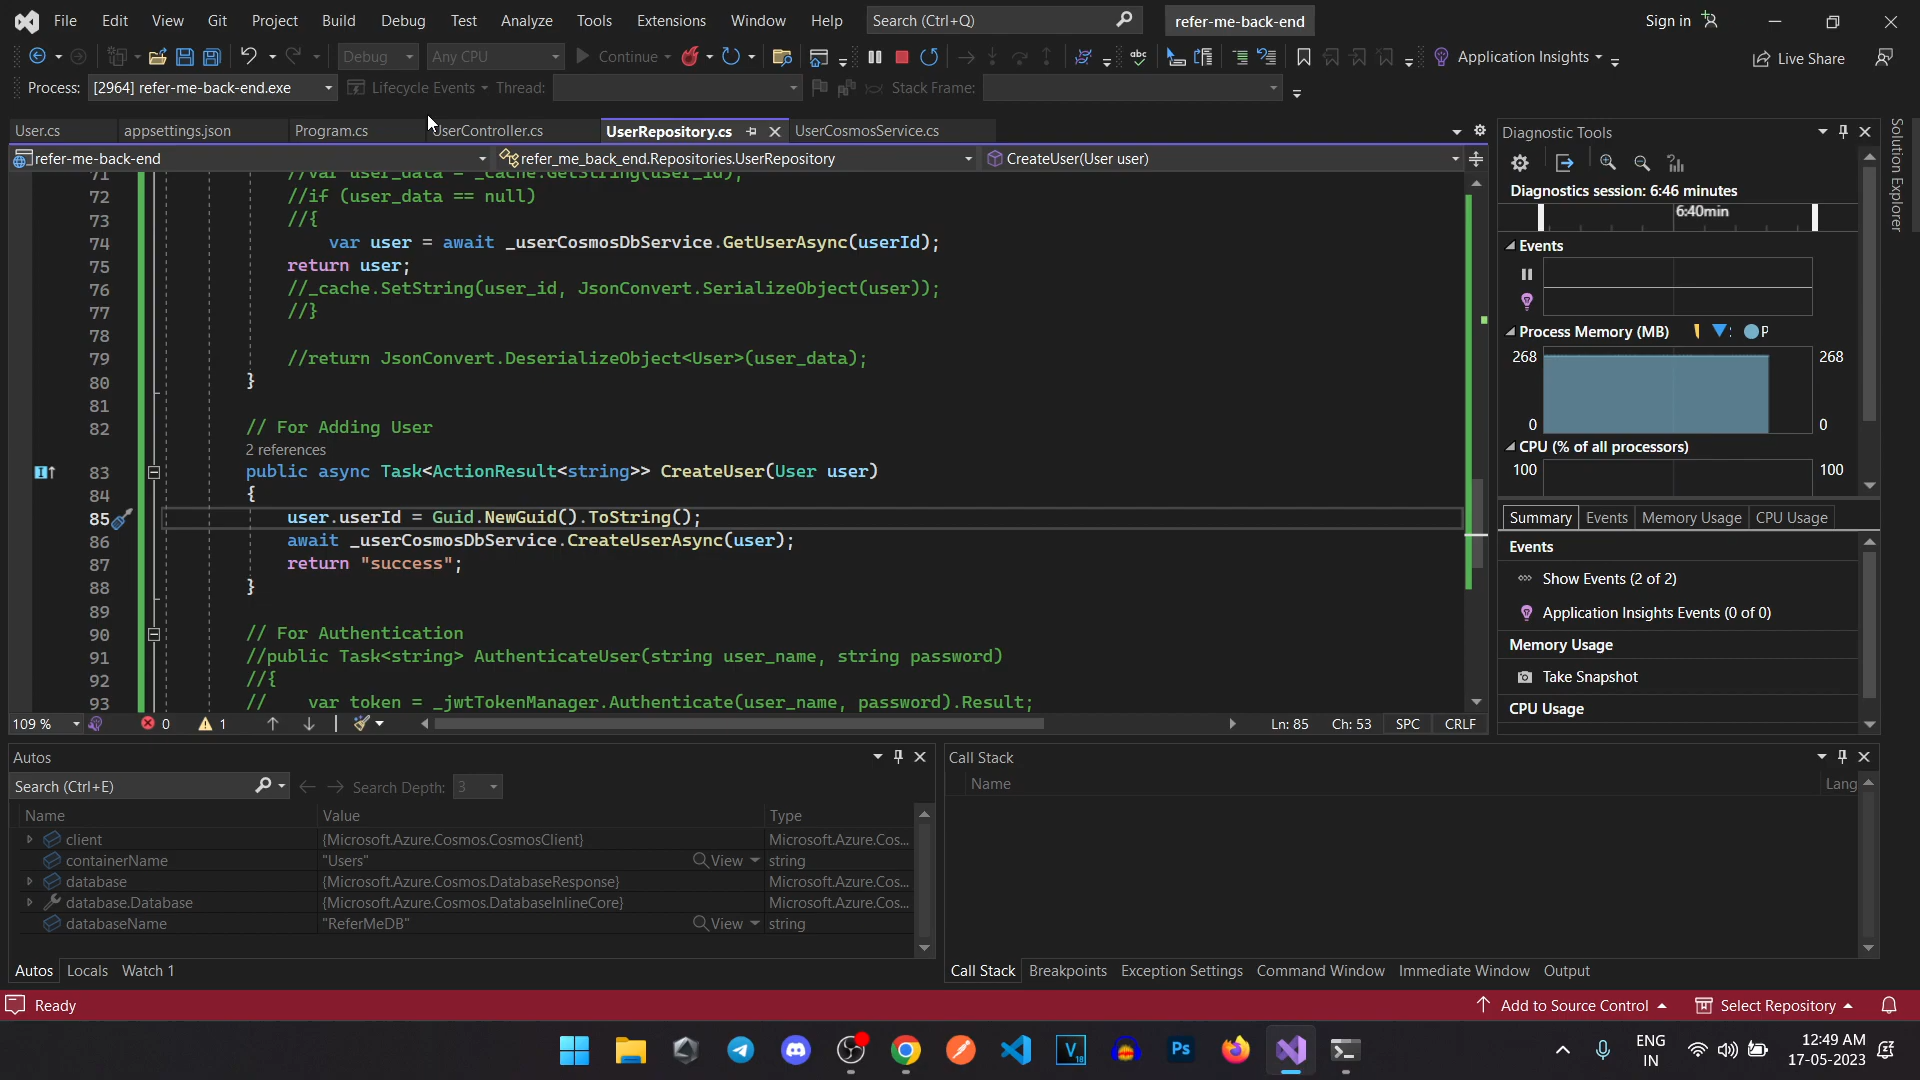 File Edit View Git Project Build Debug Test Analyze Tools Extensions Window Help Search (Ctrl+Q) refer-me-back-end Sign in
Debug Any CPU Continue Application Insights Live Share
Process: [2964] refer-me-back-end.exe Lifecycle Events Thread: Stack Frame:
User.cs appsettings.json Program.cs UserController.cs UserRepository.cs UserCosmosService.cs
refer-me-back-end refer_me_back_end.Repositories.UserRepository CreateUser(User user)
71 //var user_data = _cache.GetString(user_id);
72 //if (user_data == null)
73 //{
74 var user = await _userCosmosDbService.GetUserAsync(userId);
75 return user;
76 //_cache.SetString(user_id, JsonConvert.SerializeObject(user));
77 //}
78
79 //return JsonConvert.DeserializeObject<User>(user_data);
80 }
81
82 // For Adding User
2 references
83 public async Task<ActionResult<string>> CreateUser(User user)
84 {
85 user.userId = Guid.NewGuid().ToString();
86 await _userCosmosDbService.CreateUserAsync(user);
87 return "success";
88 }
89
90 // For Authentication
91 //public Task<string> AuthenticateUser(string user_name, string password)
92 //{
93 // var token = _jwtTokenManager.Authenticate(user_name, password).Result;
109 % 0 1 Ln: 85 Ch: 53 SPC CRLF
Diagnostic Tools
Diagnostics session: 6:46 minutes
6:40min
Events
Process Memory (MB) P
268 268
0 0
CPU (% of all processors)
100 100
Summary Events Memory Usage CPU Usage
Events
Show Events (2 of 2)
Application Insights Events (0 of 0)
Memory Usage
Take Snapshot
CPU Usage
Solution Explorer
Autos
Search (Ctrl+E) Search Depth: 3
Name Value Type
client {Microsoft.Azure.Cosmos.CosmosClient} Microsoft.Azure.Cos...
containerName "Users" View string
database {Microsoft.Azure.Cosmos.DatabaseResponse} Microsoft.Azure.Cos...
database.Database {Microsoft.Azure.Cosmos.DatabaseInlineCore} Microsoft.Azure.Cos...
databaseName "ReferMeDB" View string
Autos Locals Watch 1
Call Stack
Name Lang
Call Stack Breakpoints Exception Settings Command Window Immediate Window Output
Ready Add to Source Control Select Repository
ENG
IN
12:49 AM
17-05-2023